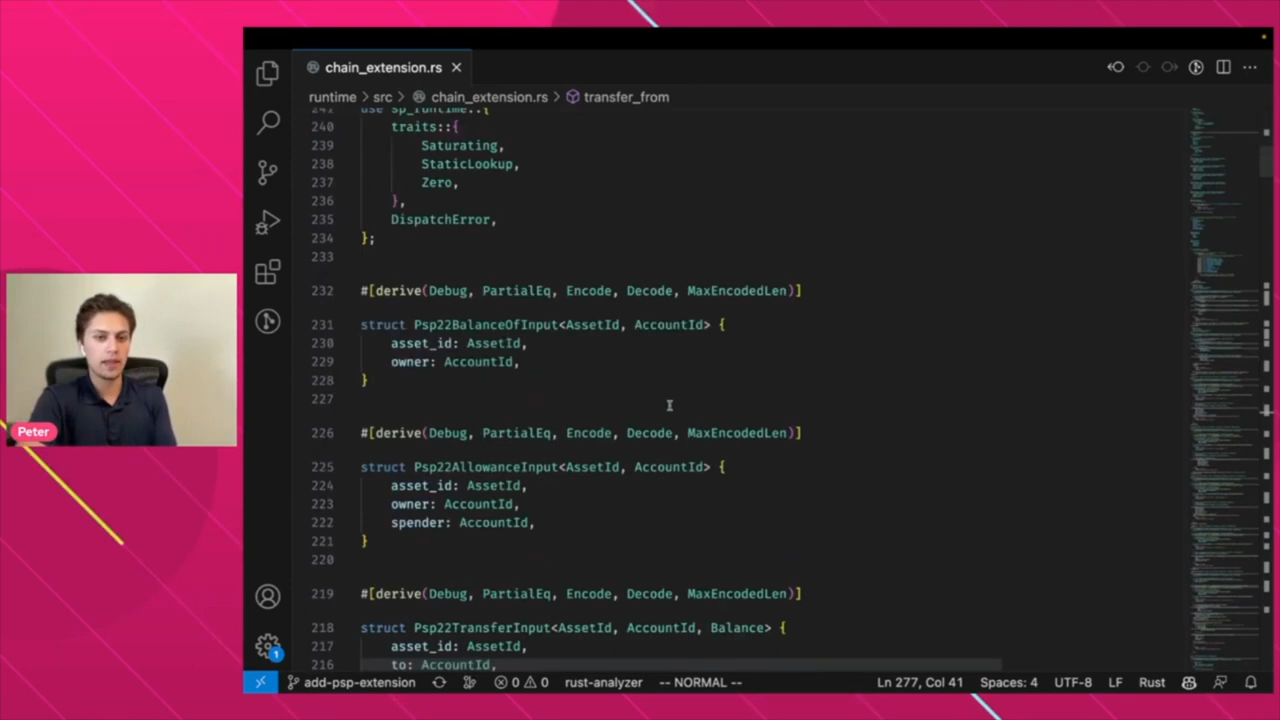 chain_extension.rs
runtime > src > chain_extension.rs > transfer_from
241 use sp_runtime::{
240 traits::{
239 Saturating,
238 StaticLookup,
237 Zero,
236 },
235 DispatchError,
234 };
233
232 #[derive(Debug, PartialEq, Encode, Decode, MaxEncodedLen)]
231 struct Psp22BalanceOfInput<AssetId, AccountId> {
230 asset_id: AssetId,
229 owner: AccountId,
228 }
227
226 #[derive(Debug, PartialEq, Encode, Decode, MaxEncodedLen)]
225 struct Psp22AllowanceInput<AssetId, AccountId> {
224 asset_id: AssetId,
223 owner: AccountId,
222 spender: AccountId,
221 }
220
219 #[derive(Debug, PartialEq, Encode, Decode, MaxEncodedLen)]
218 struct Psp22TransferInput<AssetId, AccountId, Balance> {
217 asset_id: AssetId,
216 to: AccountId,
Peter
1
add-psp-extension 0 0 rust-analyzer -- NORMAL -- Ln 277, Col 41 Spaces: 4 UTF-8 LF Rust